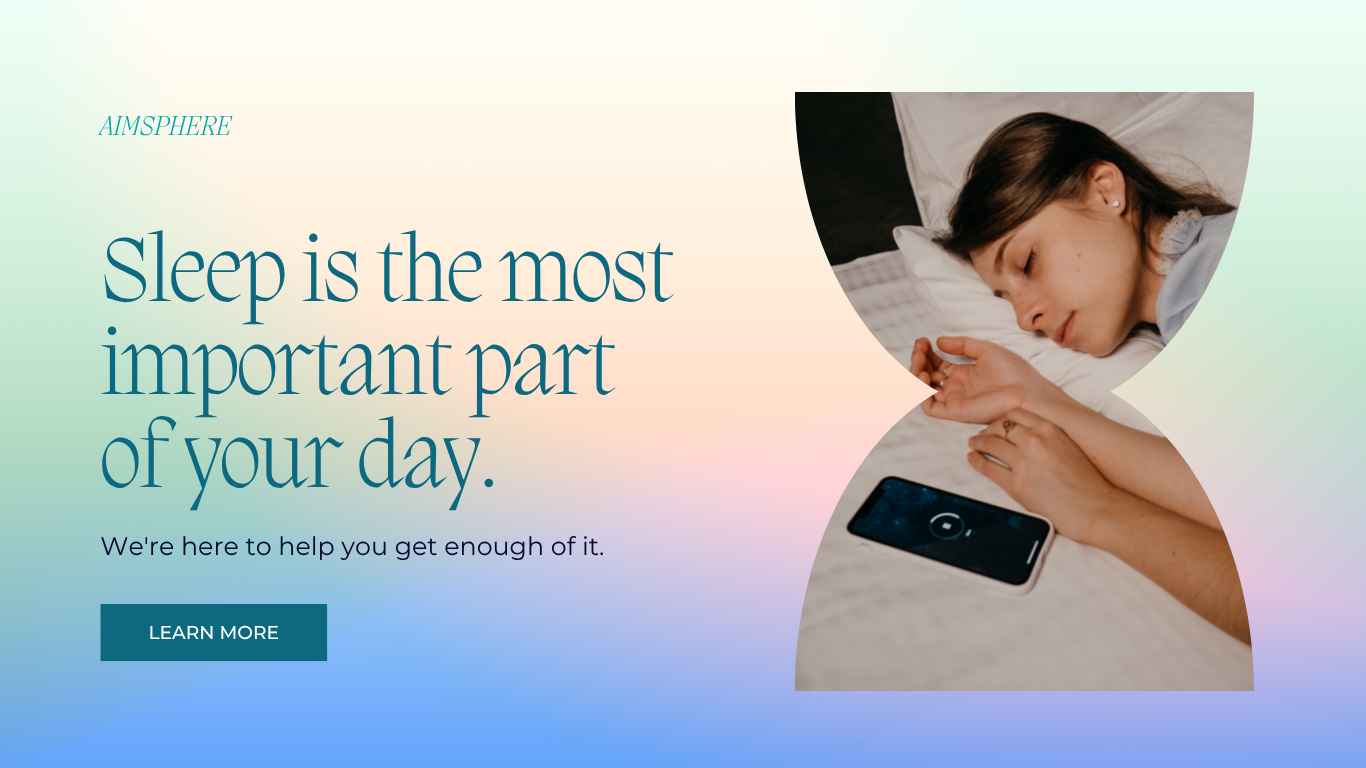 AIMSPHERE
Sleep is the most
important part
of your day.
We're here to help you get enough of it.
LEARN MORE